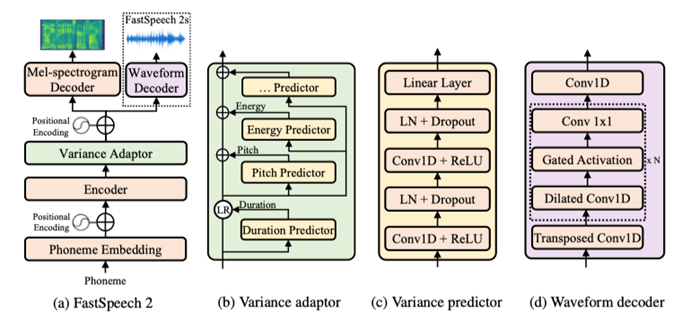 FastSpeech 2s
Mel-spectrogram
Decoder
Waveform
Decoder
Positional
Encoding
Variance Adaptor
Encoder
Positional
Encoding
Phoneme Embedding
Phoneme
(a) FastSpeech 2
... Predictor
Energy
Energy Predictor
Pitch
Pitch Predictor
LR
Duration
Duration Predictor
(b) Variance adaptor
Linear Layer
LN + Dropout
Conv1D + ReLU
LN + Dropout
Conv1D + ReLU
(c) Variance predictor
Conv1D
Conv 1x1
Gated Activation
x N
Dilated Conv1D
Transposed Conv1D
(d) Waveform decoder